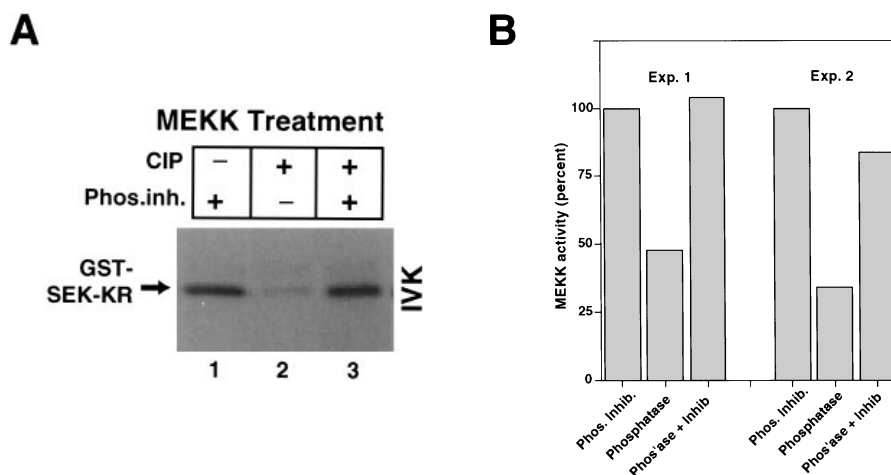 A
MEKK Treatment
CIP – + +
Phos.inh. + – +
GST-
SEK-KR
IVK
1 2 3
B
Exp. 1 Exp. 2
MEKK activity (percent)
100
75
50
25
0
Phos. Inhib.
Phosphatase
Phos'ase + Inhib
Phos. Inhib.
Phosphatase
Phos'ase + Inhib